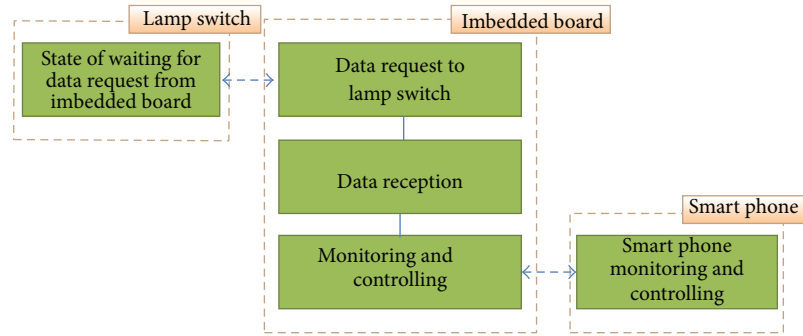 Lamp switch
Imbedded board
State of waiting for
data request from
imbedded board
Data request to
lamp switch
Data reception
Smart phone
Monitoring and
controlling
Smart phone
monitoring and
controlling